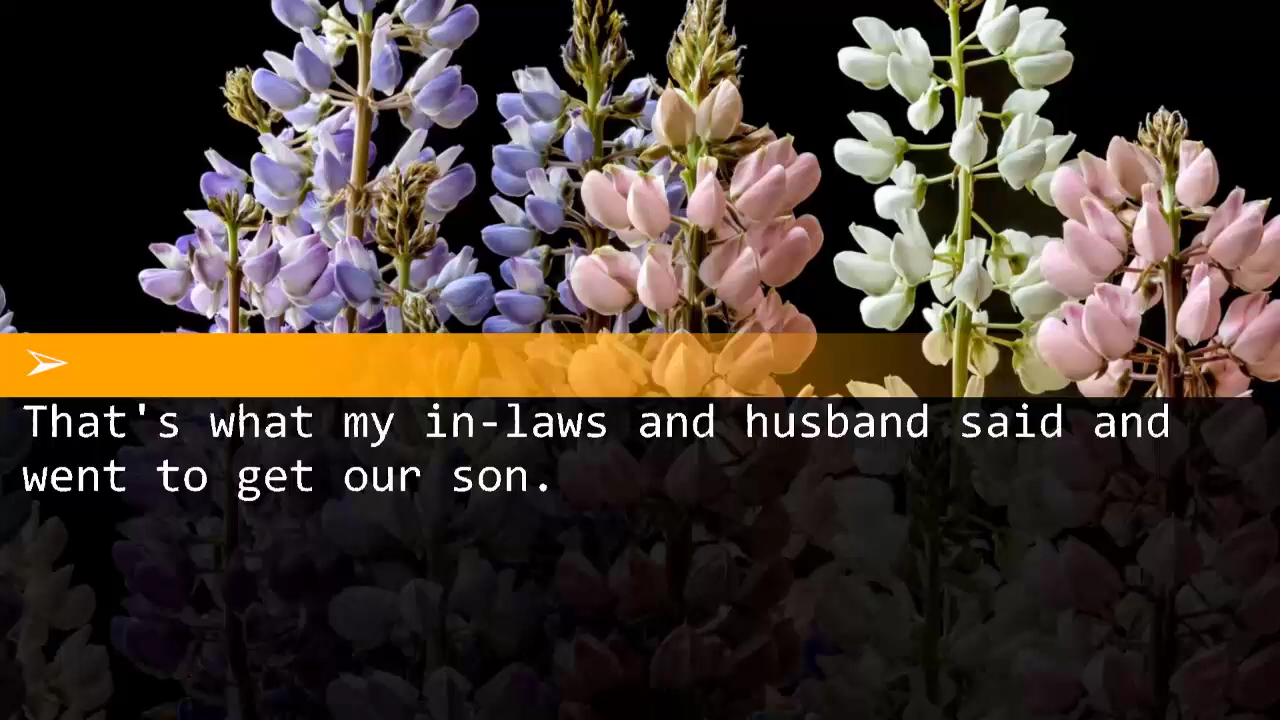 That's what my in-laws and husband said and
went to get our son.